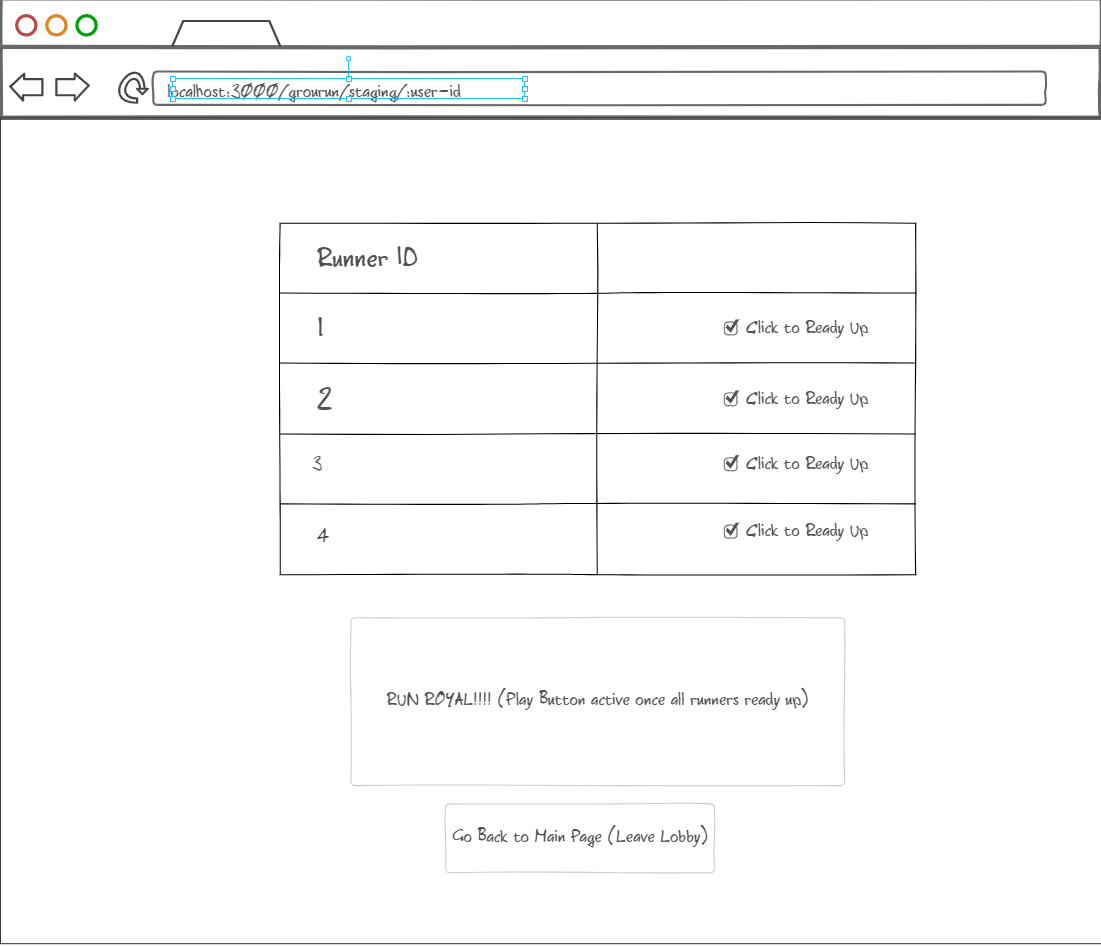 localhost:3000/grourun/staging/:user-id
Runner ID
1
Click to Ready Up
2
Click to Ready Up
3
Click to Ready Up
4
Click to Ready Up
RUN ROYAL!!!! (Play Button active once all runners ready up)
Go Back to Main Page (Leave Lobby)